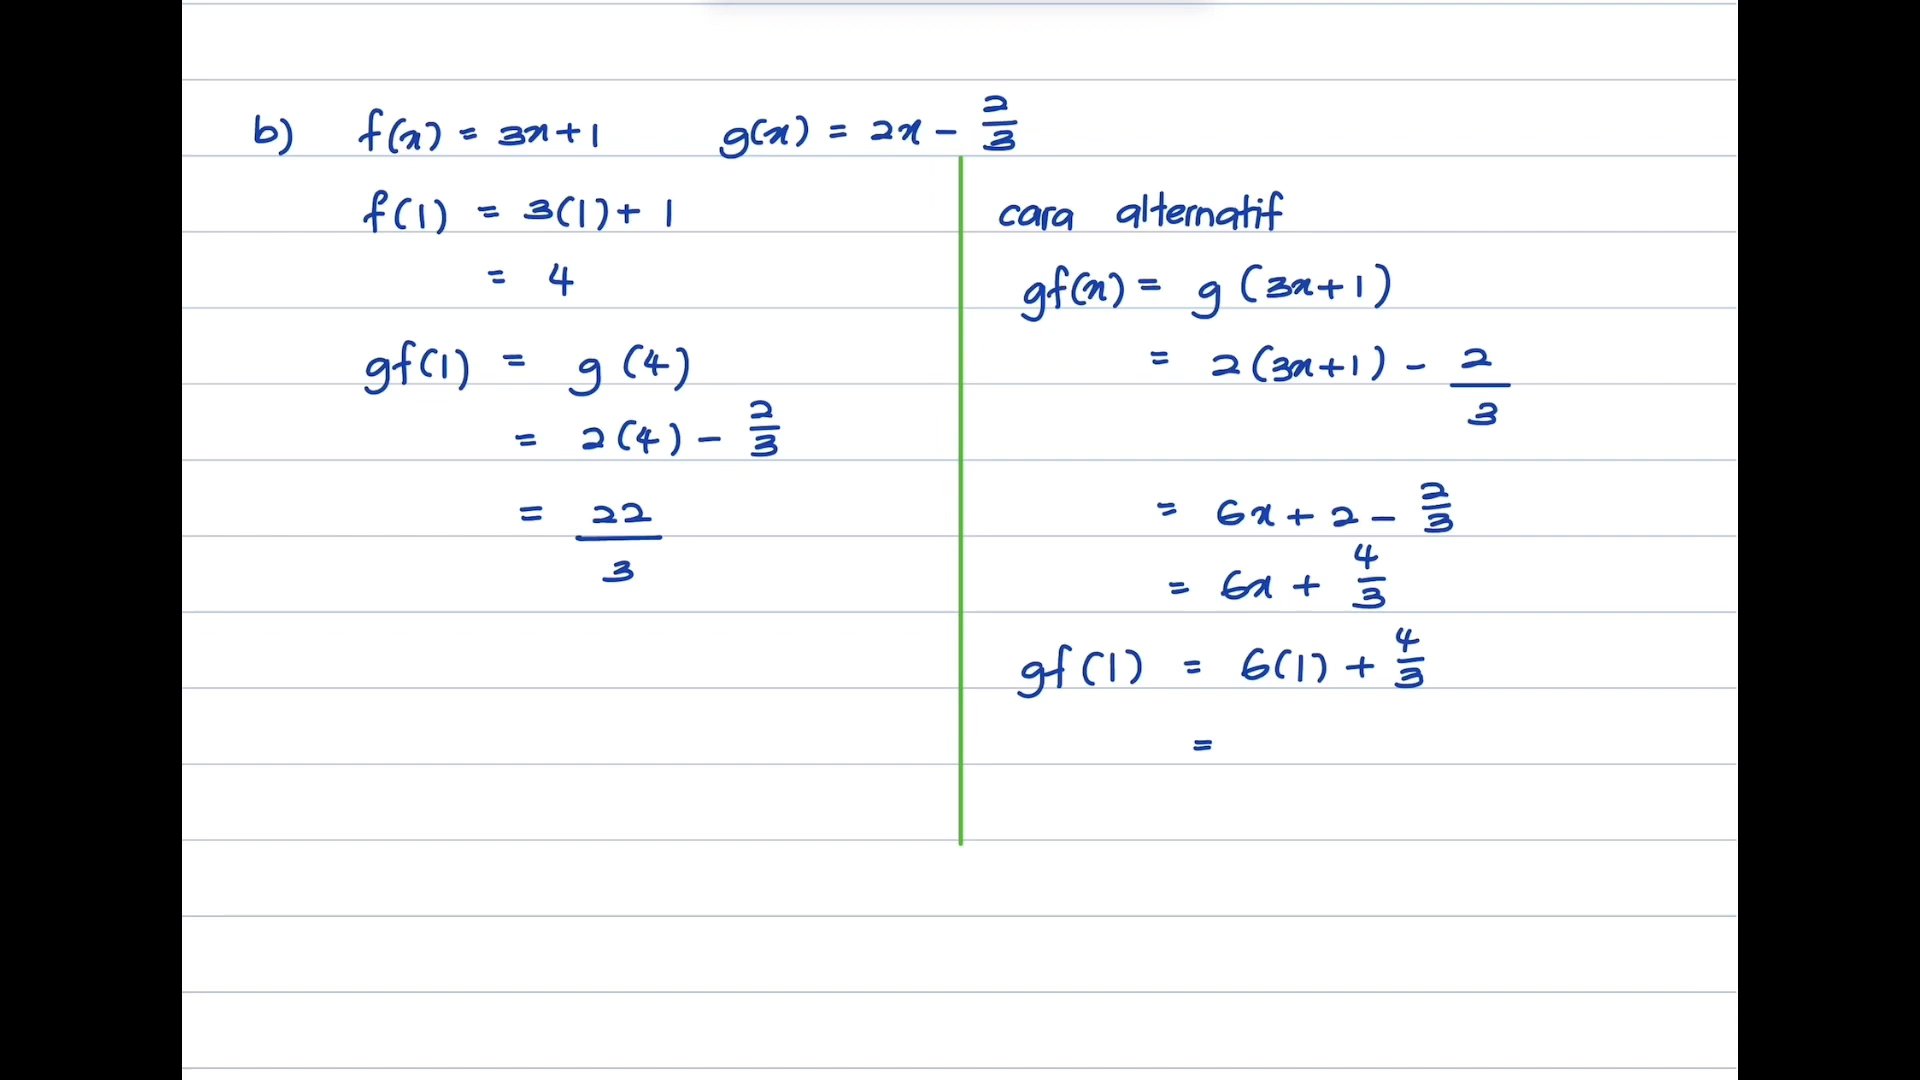 b) f(x) = 3x+1 g(x) = 2x - 2/3
f(1) = 3(1) + 1
= 4
gf(1) = g(4)
= 2(4) - 2/3
= 22/3
cara alternatif
gf(x) = g(3x+1)
= 2(3x+1) - 2/3
= 6x + 2 - 2/3
= 6x + 4/3
gf(1) = 6(1) + 4/3
=